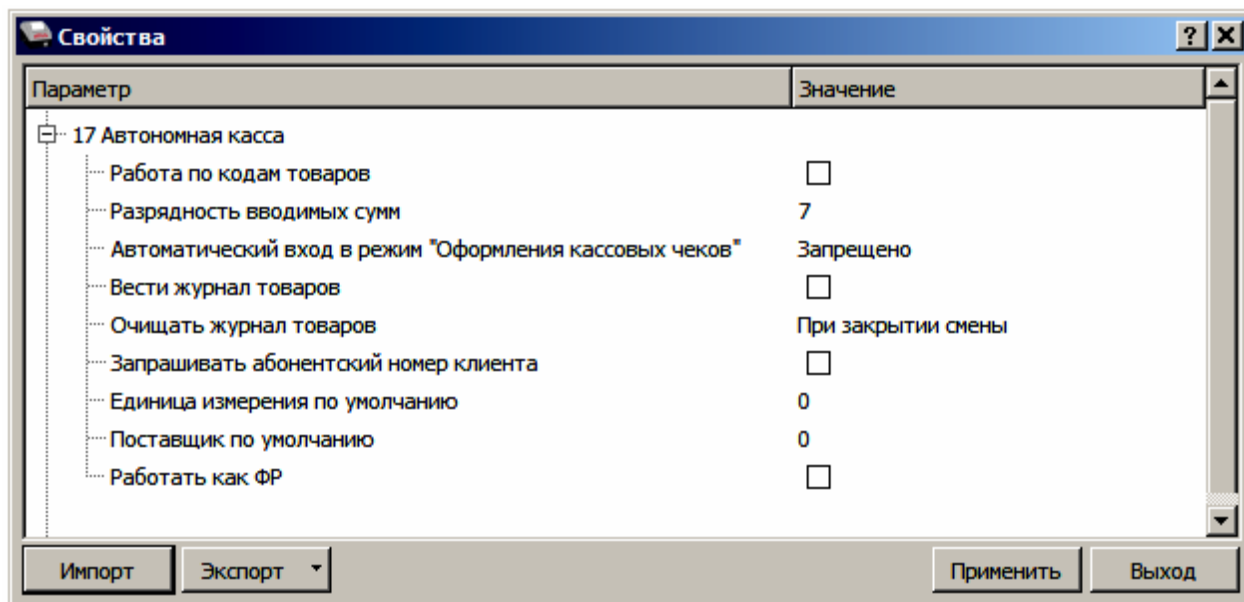 Свойства
Параметр Значение
17 Автономная касса
Работа по кодам товаров
Разрядность вводимых сумм 7
Автоматический вход в режим "Оформления кассовых чеков" Запрещено
Вести журнал товаров
Очищать журнал товаров При закрытии смены
Запрашивать абонентский номер клиента
Единица измерения по умолчанию 0
Поставщик по умолчанию 0
Работать как ФР
Импорт Экспорт Применить Выход